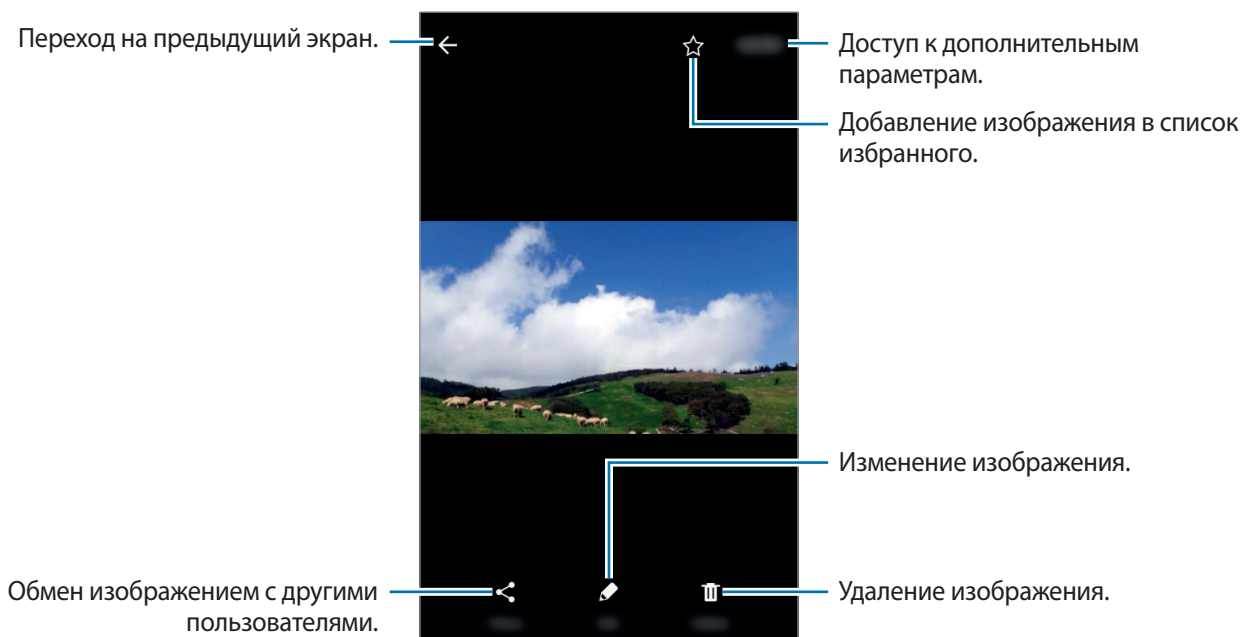 Переход на предыдущий экран.
Доступ к дополнительным
параметрам.
Добавление изображения в список
избранного.
Изменение изображения.
Обмен изображением с другими
пользователями.
Удаление изображения.